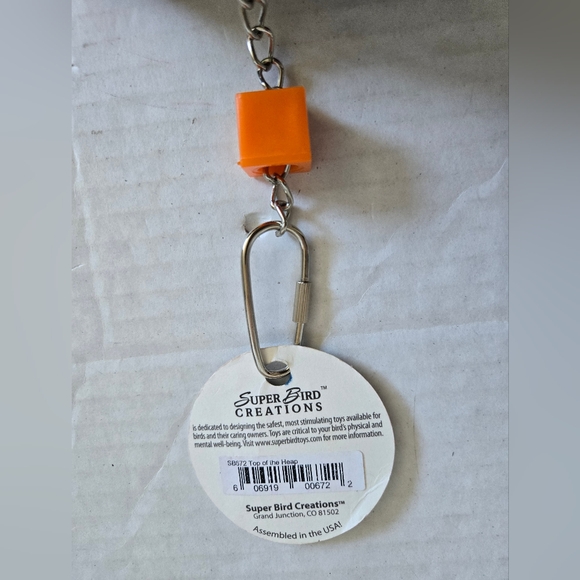 SUPER BIRD™
CREATIONS
is dedicated to designing the safest, most stimulating toys available for
birds and their caring owners. Toys are critical to your bird's physical and
mental well-being. Visit www.superbirdtoys.com for more information.
SB672 Top of the Heap
6 06919 00672 2
Super Bird Creations™
Grand Junction, CO 81502
Assembled in the USA!